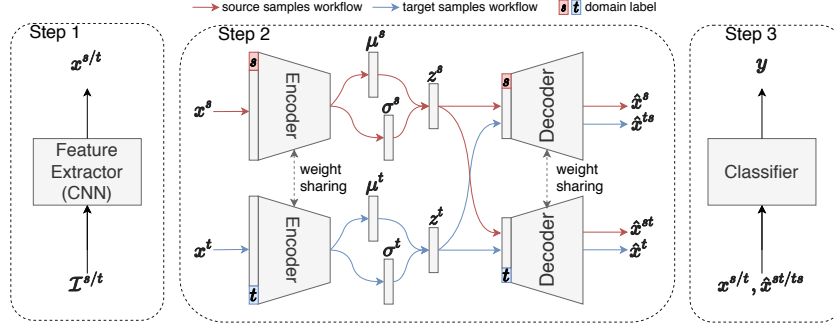 source samples workflow target samples workflow s t domain label
Step 1
x^{s/t}
Feature
Extractor
(CNN)
𝓘^{s/t}
Step 2
s
x^s
Encoder
μ^s
σ^s
z^s
s
Decoder
x̂^s
x̂^{ts}
weight
sharing
weight
sharing
x^t
t
Encoder
μ^t
σ^t
z^t
t
Decoder
x̂^{st}
x̂^t
Step 3
y
Classifier
x^{s/t}, x̂^{st/ts}